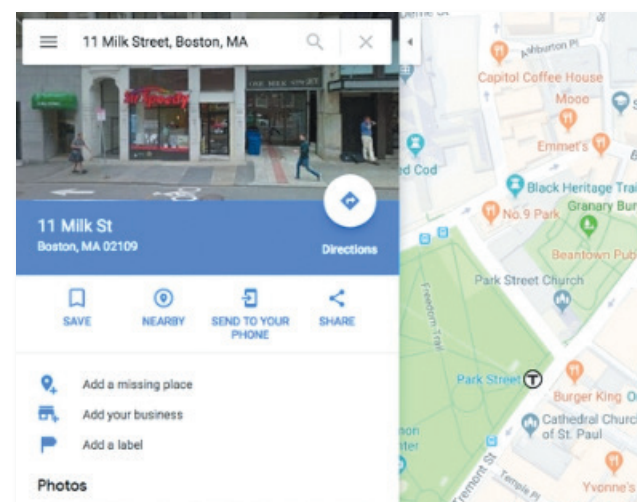 11 Milk Street, Boston, MA
11 Milk St
Boston, MA 02109
Directions
SAVE
NEARBY
SEND TO YOUR
PHONE
SHARE
Add a missing place
Add your business
Add a label
Photos
Ashburton Pl
Capitol Coffee House
Mooo
Emmet's
Black Heritage Trai
No.9 Park
Granary Bur
Beantown Pub
Park Street Church
Freedom Trail
Park Street
T
Burger King
Cathedral Churc
of St. Paul
Tremont St
Temple Pl
Yvonne's